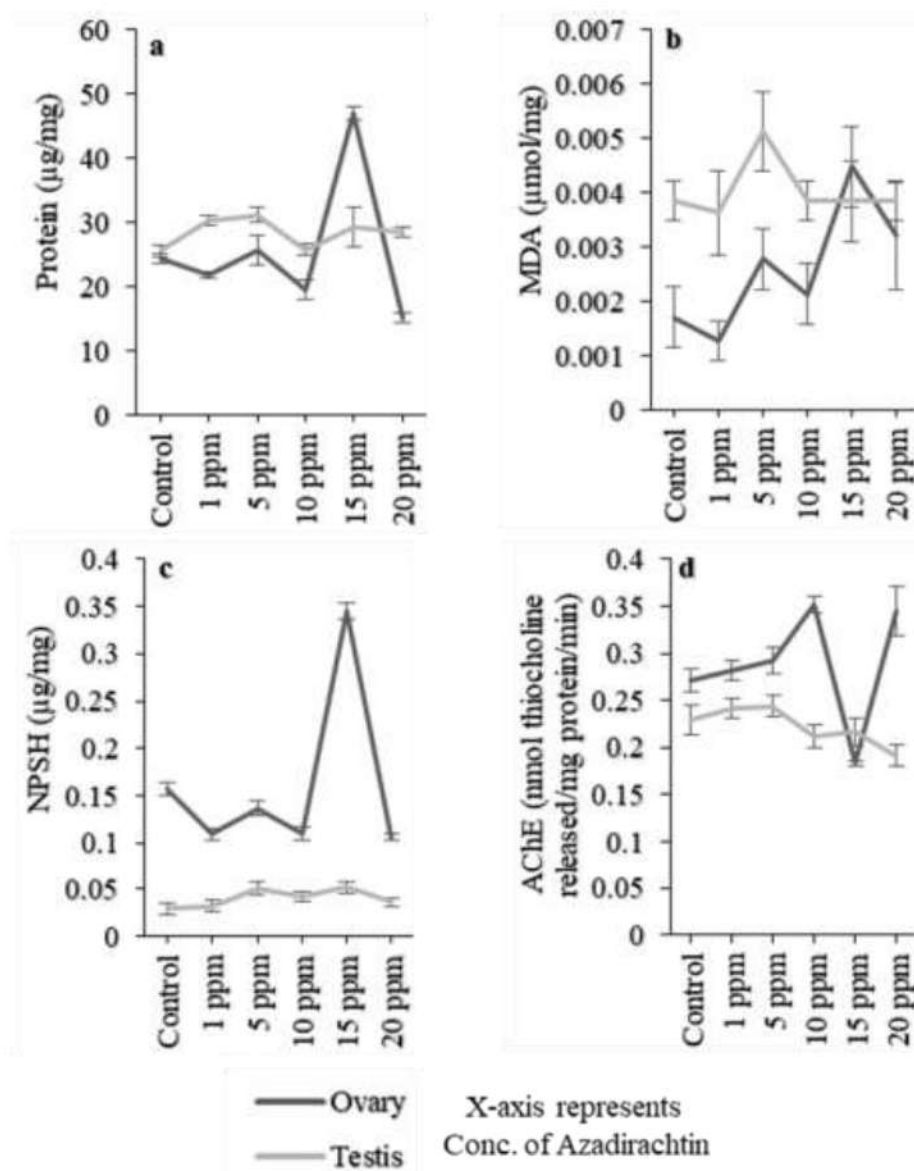 a
Protein (µg/mg)
60
50
40
30
20
10
0
Control
1 ppm
5 ppm
10 ppm
15 ppm
20 ppm
b
MDA (µmol/mg)
0.007
0.006
0.005
0.004
0.003
0.002
0.001
0
Control
1 ppm
5 ppm
10 ppm
15 ppm
20 ppm
c
NPSH (µg/mg)
0.4
0.35
0.3
0.25
0.2
0.15
0.1
0.05
0
Control
1 ppm
5 ppm
10 ppm
15 ppm
20 ppm
d
AChE (nmol thiocholine
released/mg protein/min)
0.4
0.35
0.3
0.25
0.2
0.15
0.1
0.05
0
Control
1 ppm
5 ppm
10 ppm
15 ppm
20 ppm
Ovary
Testis
X-axis represents
Conc. of Azadirachtin